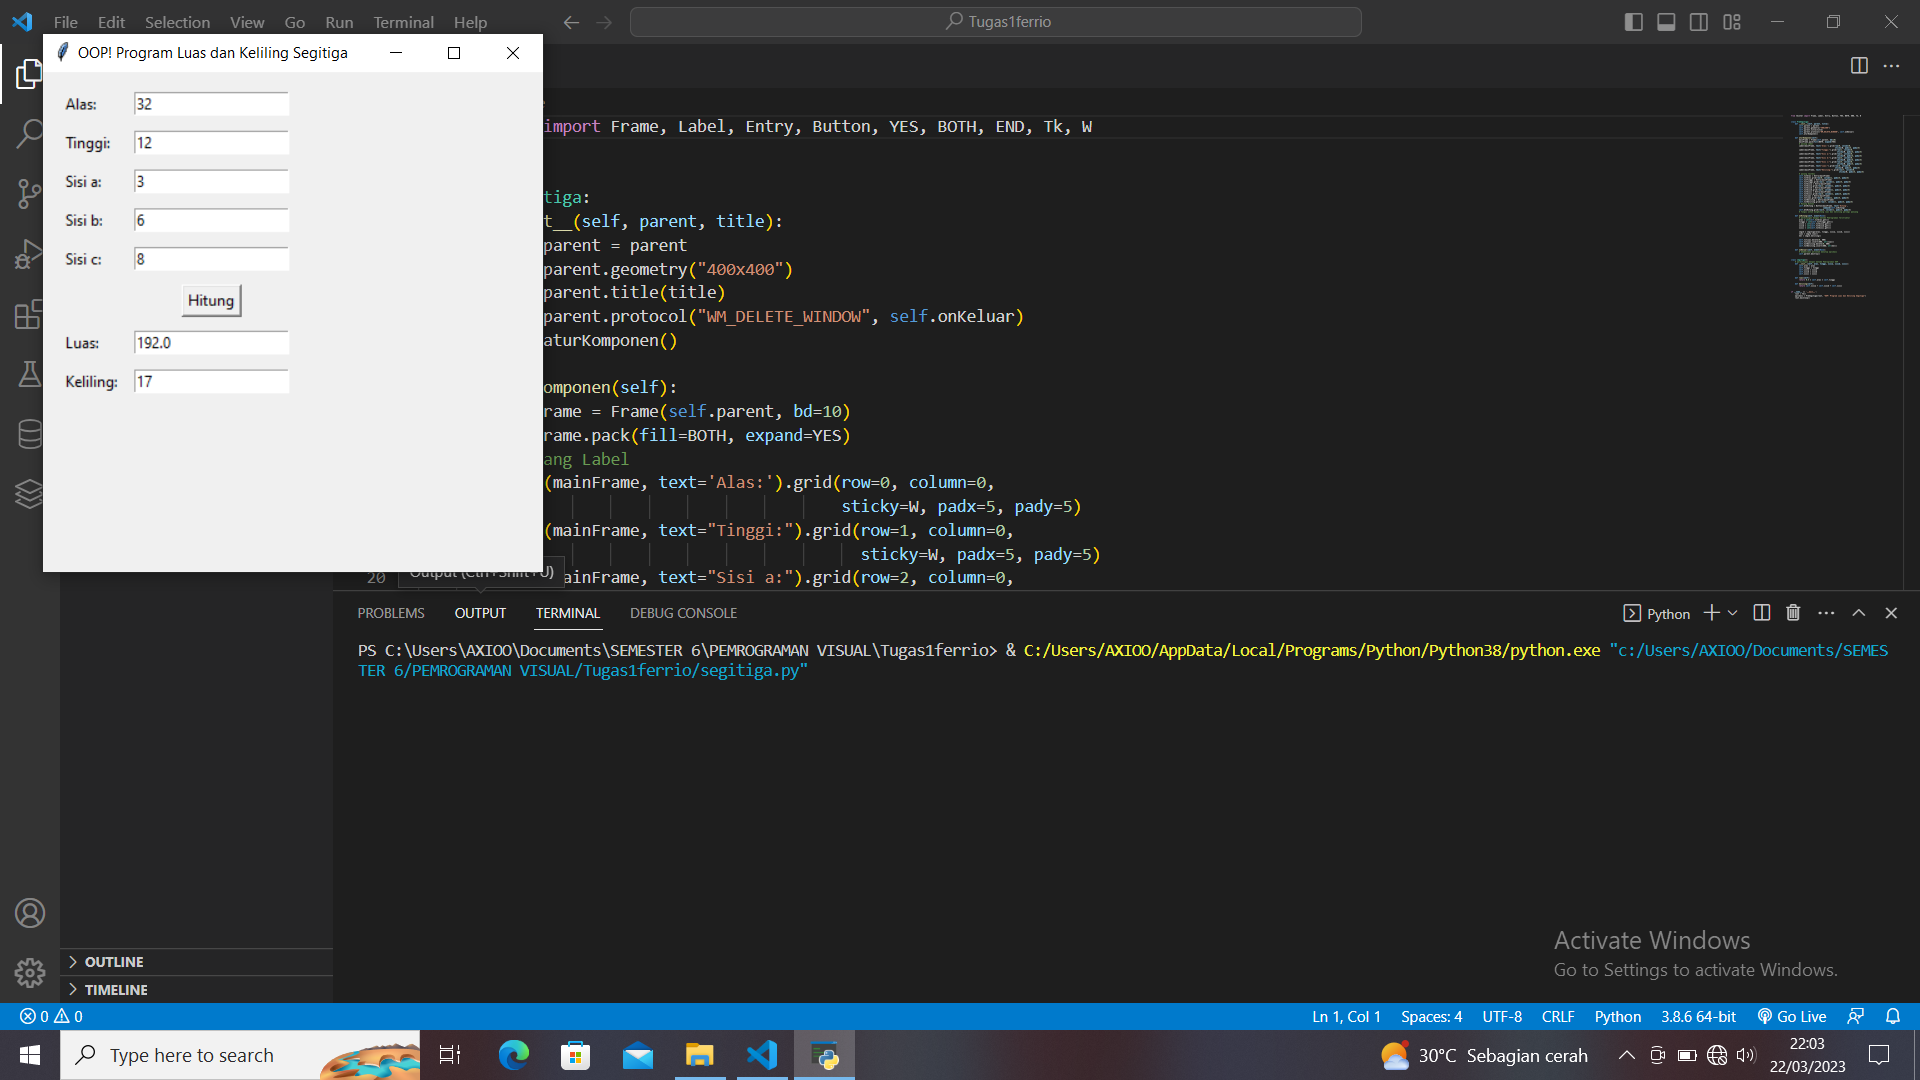 File Edit Selection View Go Run Terminal Help
Tugas1ferrio
OOP! Program Luas dan Keliling Segitiga
Alas: 32
Tinggi: 12
Sisi a: 3
Sisi b: 6
Sisi c: 8
Hitung
Luas: 192.0
Keliling: 17
import Frame, Label, Entry, Button, YES, BOTH, END, Tk, W
tiga:
t__(self, parent, title):
parent = parent
parent.geometry("400x400")
parent.title(title)
parent.protocol("WM_DELETE_WINDOW", self.onKeluar)
aturKomponen()
omponen(self):
rame = Frame(self.parent, bd=10)
rame.pack(fill=BOTH, expand=YES)
ang Label
(mainFrame, text='Alas:').grid(row=0, column=0,
sticky=W, padx=5, pady=5)
(mainFrame, text="Tinggi:").grid(row=1, column=0,
sticky=W, padx=5, pady=5)
20 ainFrame, text="Sisi a:").grid(row=2, column=0,
Output (Ctrl+Shift+U)
PROBLEMS OUTPUT TERMINAL DEBUG CONSOLE
Python
PS C:\Users\AXIOO\Documents\SEMESTER 6\PEMROGRAMAN VISUAL\Tugas1ferrio> & C:/Users/AXIOO/AppData/Local/Programs/Python/Python38/python.exe "c:/Users/AXIOO/Documents/SEMES
TER 6/PEMROGRAMAN VISUAL/Tugas1ferrio/segitiga.py"
Activate Windows
Go to Settings to activate Windows.
OUTLINE
TIMELINE
0 0
Ln 1, Col 1 Spaces: 4 UTF-8 CRLF Python 3.8.6 64-bit Go Live
Type here to search
30°C Sebagian cerah
22:03
22/03/2023